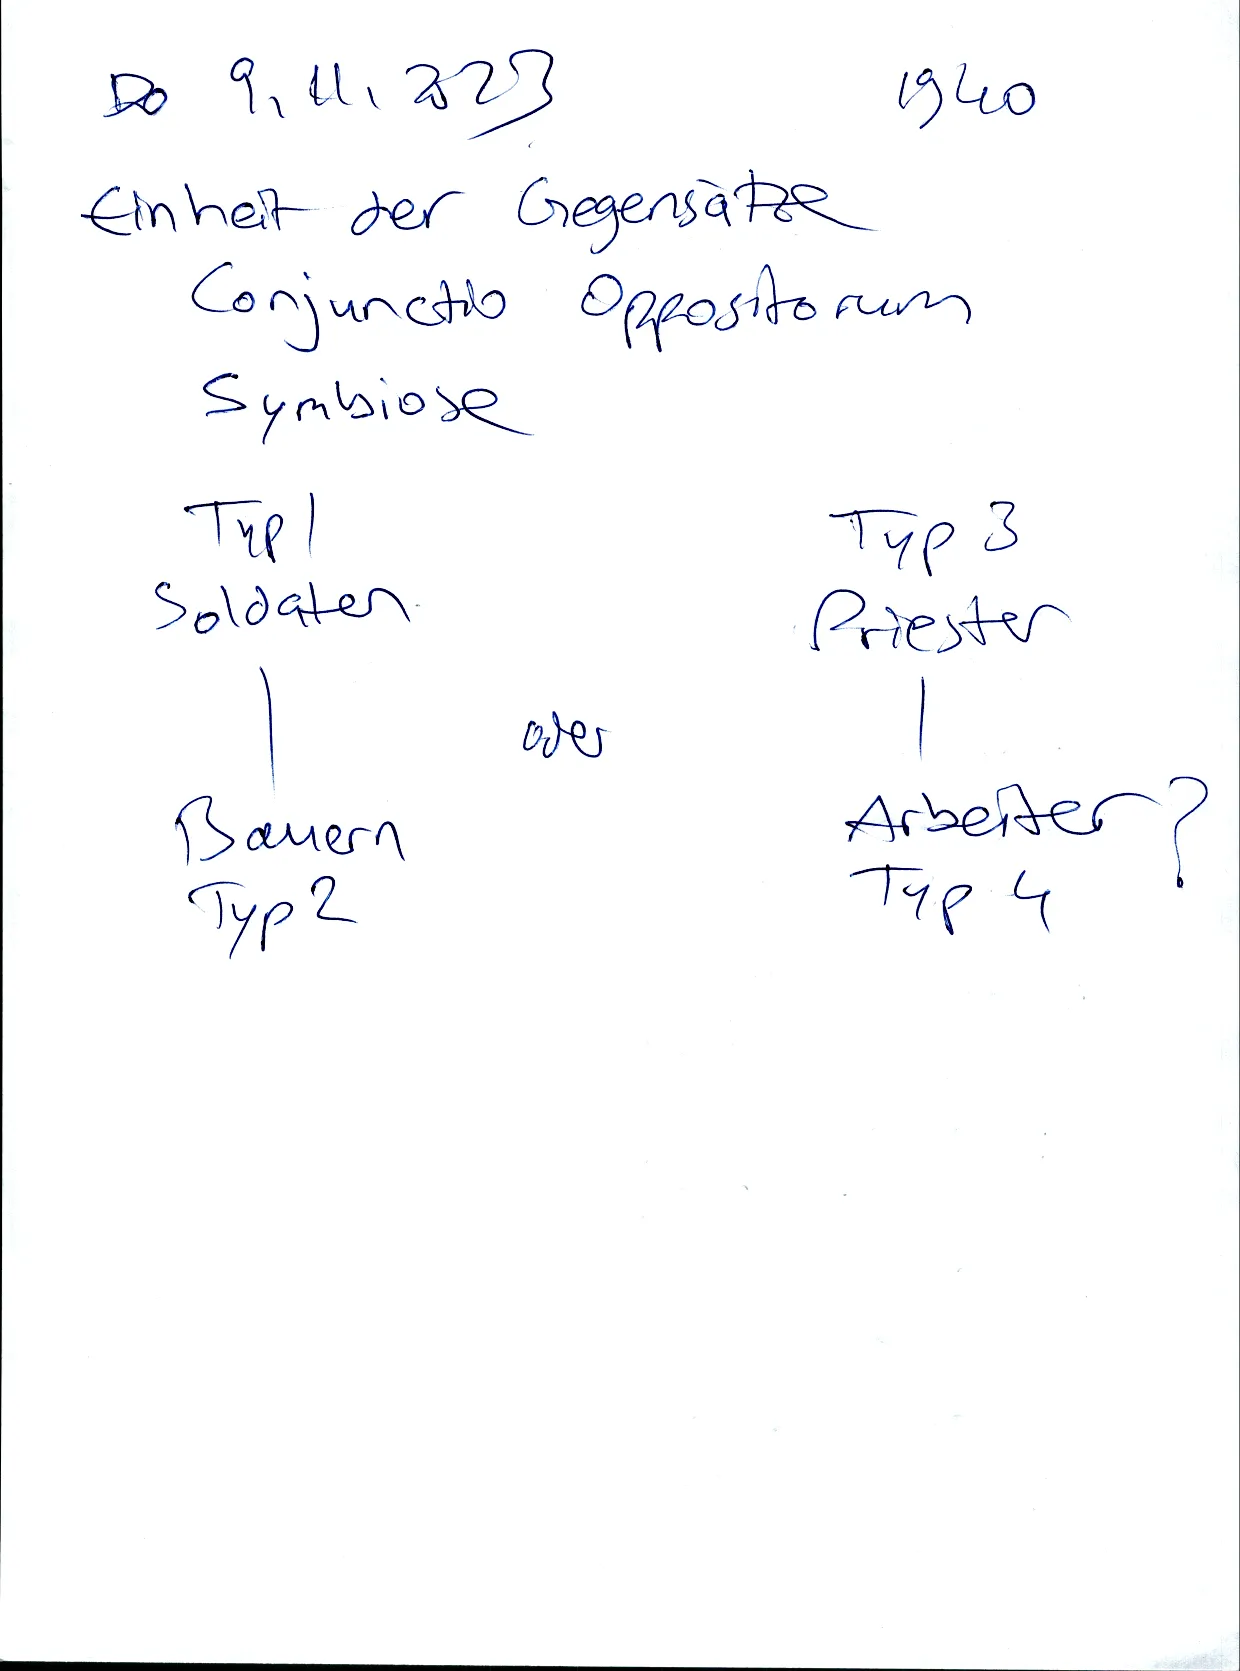 Do 9.11.2023 1940
Einheit der Gegensätze
Conjunctio Oppositorum
Symbiose
Typ 1 Typ 3
Soldaten Priester
oder
Bauern Arbeiter?
Typ 2 Typ 4